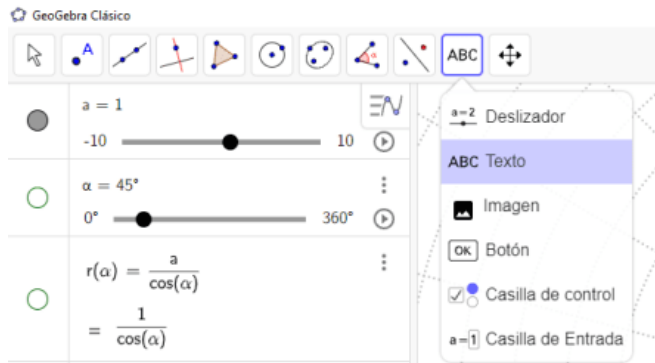 GeoGebra Clásico
A
α
ABC
a = 1
-10 10
α = 45°
0° 360°
r(α) = a / cos(α)
= 1 / cos(α)
a=2 Deslizador
ABC Texto
Imagen
OK Botón
Casilla de control
a=1 Casilla de Entrada